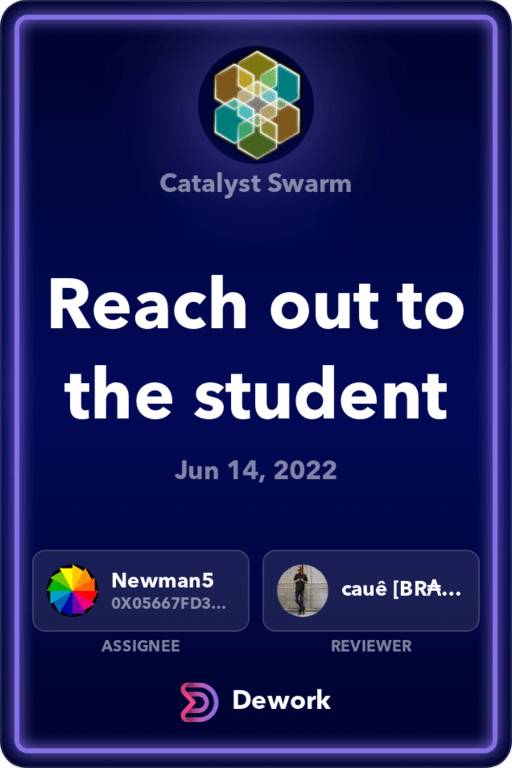 Catalyst Swarm
Reach out to
the student
Jun 14, 2022
Newman5
0X05667FD3...
ASSIGNEE
cauê [BR₳...
REVIEWER
Dework